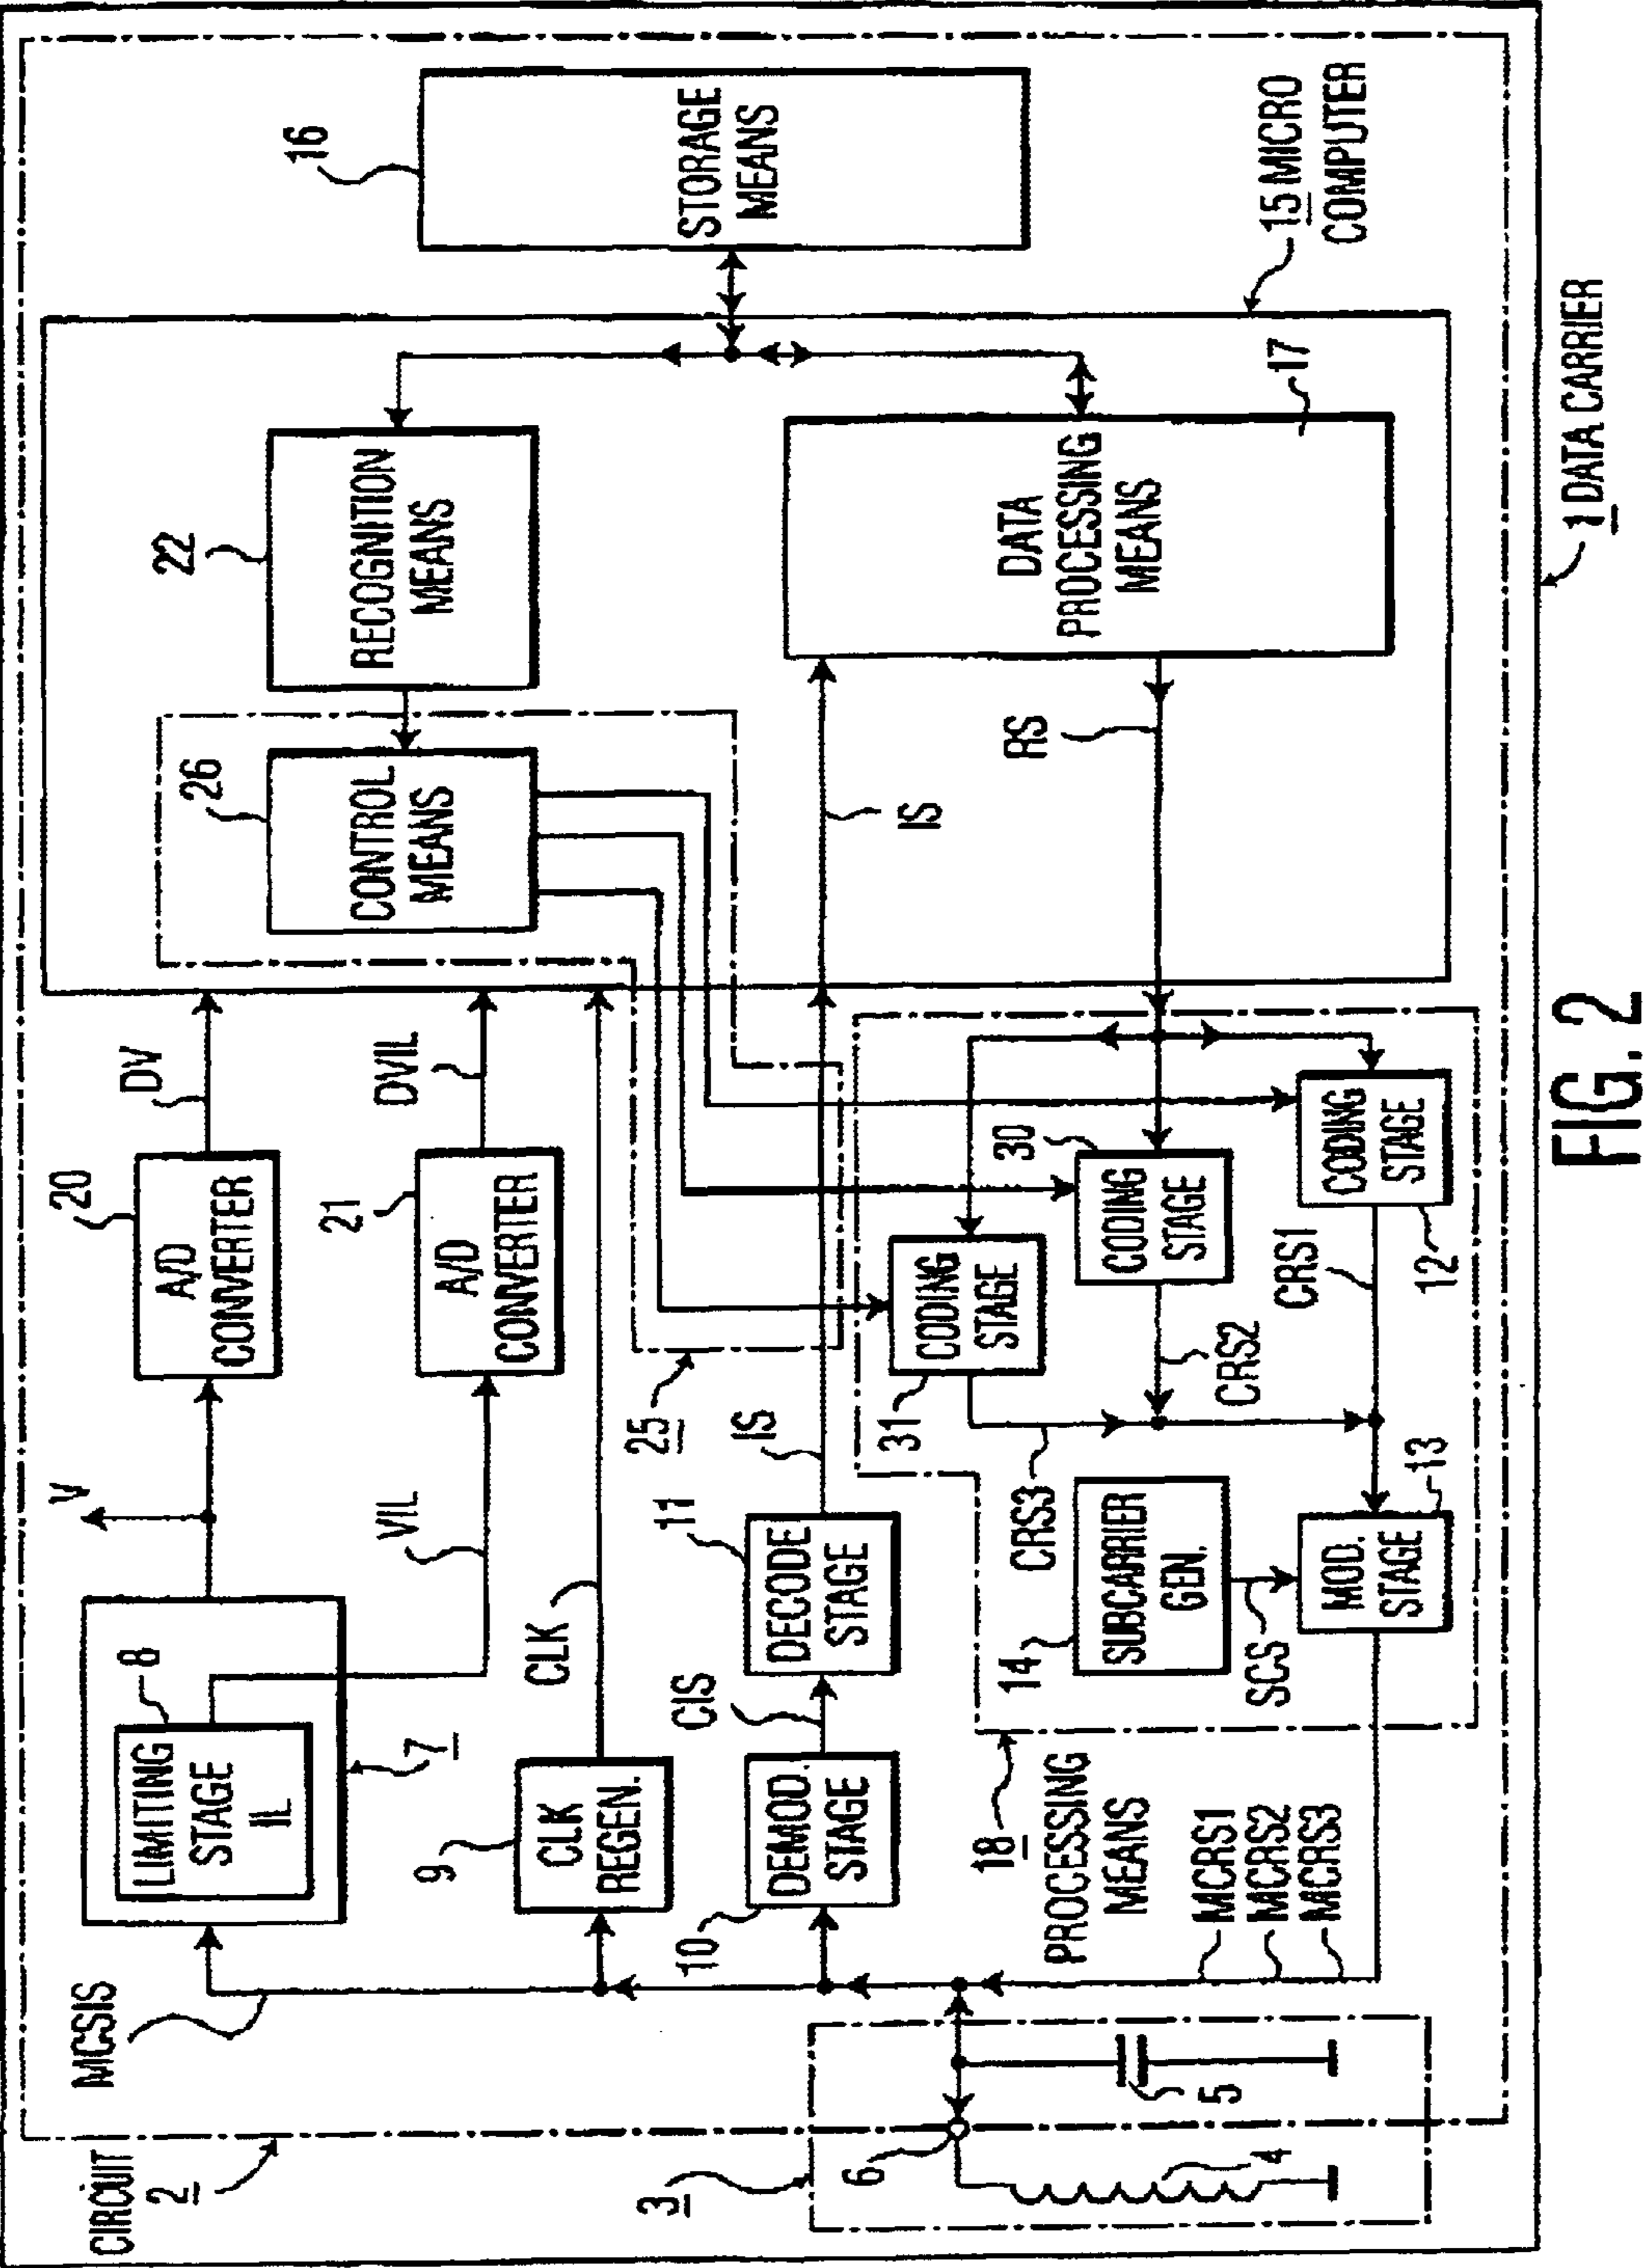 CIRCUIT
2
MCSIS
LIMITING
STAGE
IL
8
7
V
VIL
20
A/D
CONVERTER
DV
21
A/D
CONVERTER
DVIL
9
CLK
REGEN.
CLK
10
DEMOD.
STAGE
CIS
11
DECODE
STAGE
IS
25
26
CONTROL
MEANS
22
RECOGNITION
MEANS
16
STORAGE
MEANS
IS
RS
DATA
PROCESSING
MEANS
17
15 MICRO
COMPUTER
3
6
5
4
18
PROCESSING
MEANS
MCRS1
MCRS2
MCRS3
14
SUBCARRIER
GEN.
SCS
MOD.
STAGE
13
31
CODING
STAGE
CRS3
30
CODING
STAGE
CRS2
CODING
STAGE
12
CRS1
1 DATA CARRIER
FIG. 2